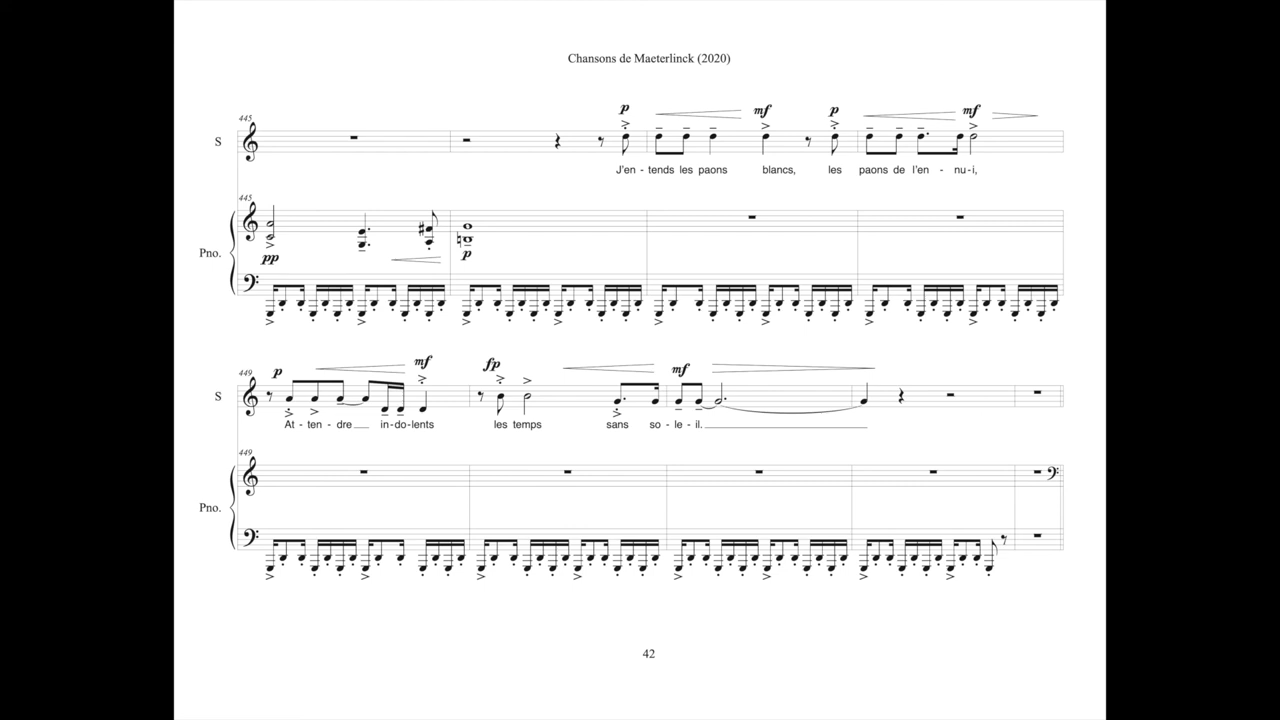 Chansons de Maeterlinck (2020)
p mf p mf
445
S
J'en - tends les paons blancs, les paons de l'en - nu-i,
445
Pno.
pp p
p mf fp mf
449
S
At - ten - dre in-do-lents les temps sans so - le - il.
449
Pno.
42